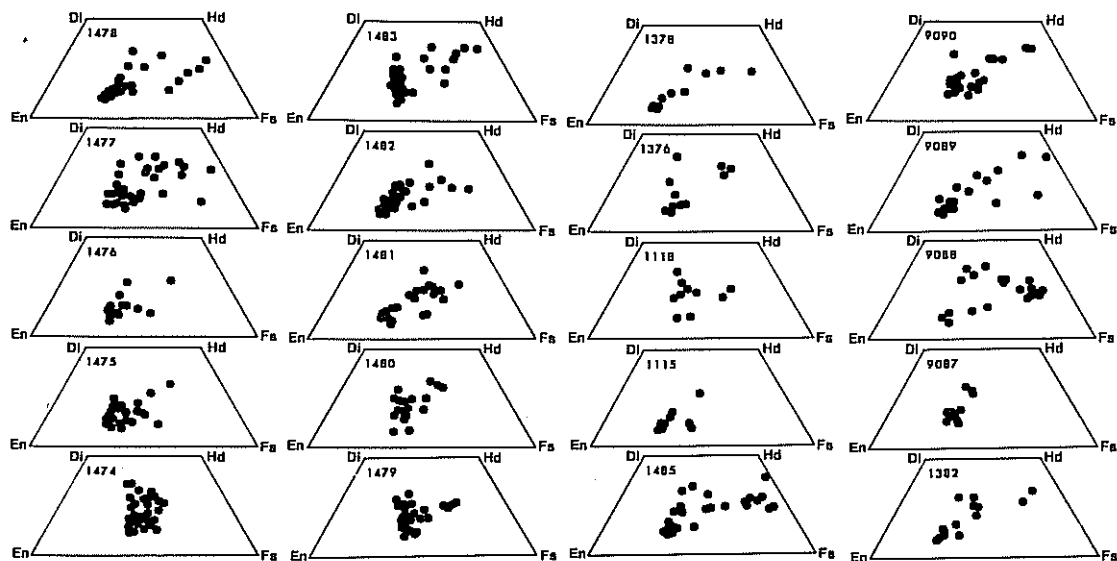 Di Hd Di Hd Di Hd Di Hd
1478 1483 1378 9090
En Fs En Fs En Fs En Fs
Di Hd Di Hd Di Hd Di Hd
1477 1482 1376 9089
En Fs En Fs En Fs En Fs
Di Hd Di Hd Di Hd Di Hd
1476 1481 1118 9088
En Fs En Fs En Fs En Fs
Di Hd Di Hd Di Hd Di Hd
1475 1480 1115 9087
En Fs En Fs En Fs En Fs
Di Hd Di Hd Di Hd Di Hd
1474 1479 1485 1382
En Fs En Fs En Fs En Fs